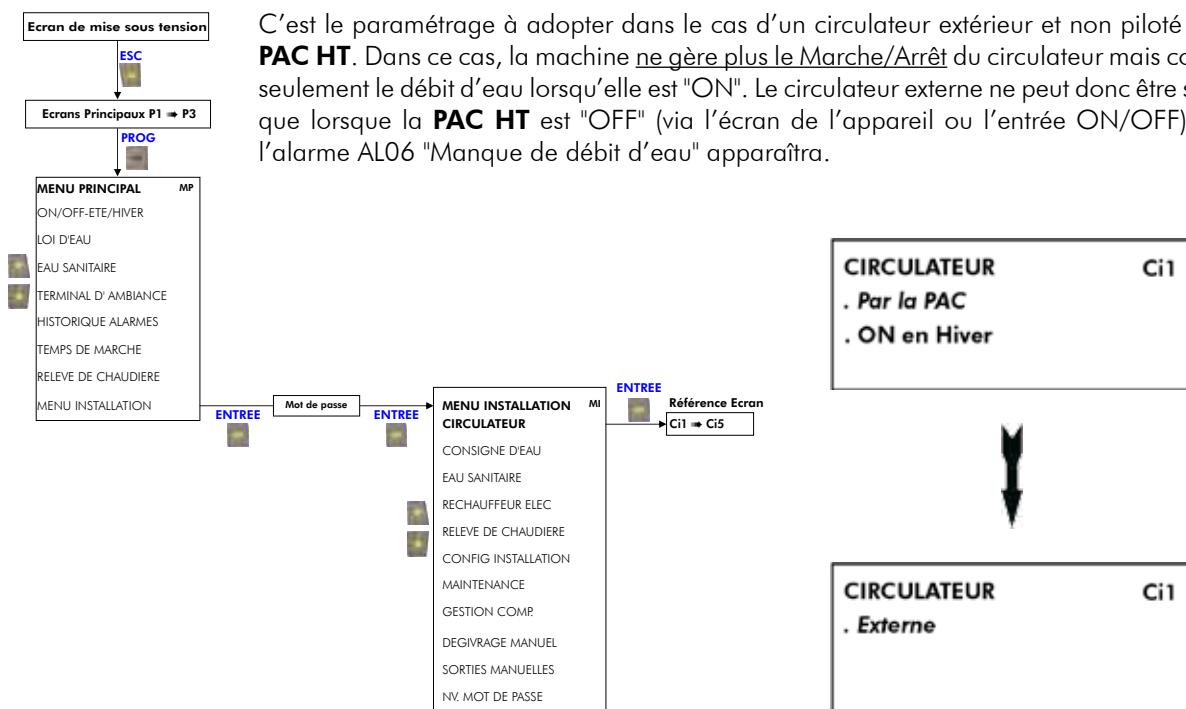 Ecran de mise sous tension
ESC
Ecrans Principaux P1 ➠ P3
PROG
C’est le paramétrage à adopter dans le cas d’un circulateur extérieur et non piloté
PAC HT. Dans ce cas, la machine ne gère plus le Marche/Arrêt du circulateur mais
seulement le débit d’eau lorsqu’elle est "ON". Le circulateur externe ne peut donc être
que lorsque la PAC HT est "OFF" (via l’écran de l’appareil ou l’entrée ON/OFF)
l’alarme AL06 "Manque de débit d’eau" apparaîtra.
MENU PRINCIPAL MP
ON/OFF-ETE/HIVER
LOI D'EAU
EAU SANITAIRE
TERMINAL D' AMBIANCE
HISTORIQUE ALARMES
TEMPS DE MARCHE
RELEVE DE CHAUDIERE
MENU INSTALLATION
ENTREE
Mot de passe
ENTREE
MENU INSTALLATION MI
CIRCULATEUR
CONSIGNE D'EAU
EAU SANITAIRE
RECHAUFFEUR ELEC
RELEVE DE CHAUDIERE
CONFIG INSTALLATION
MAINTENANCE
GESTION COMP.
DEGIVRAGE MANUEL
SORTIES MANUELLES
NV. MOT DE PASSE
ENTREE
Référence Ecran
Ci1 ➠ Ci5
CIRCULATEUR Ci1
. Par la PAC
. ON en Hiver
CIRCULATEUR Ci1
. Externe